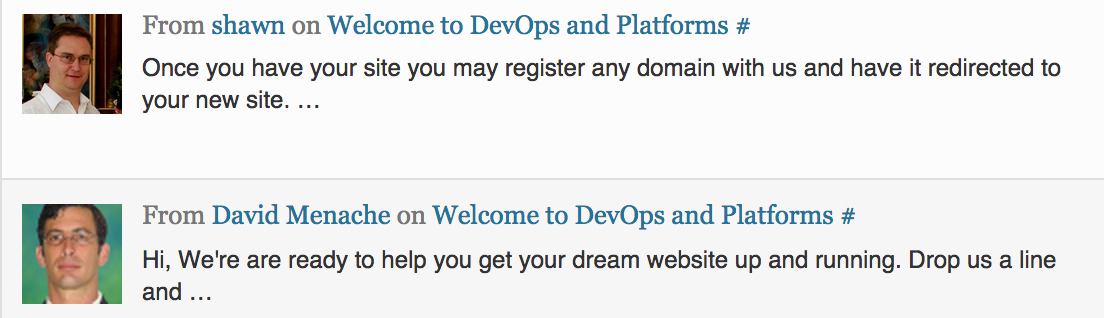 From shawn on Welcome to DevOps and Platforms #
Once you have your site you may register any domain with us and have it redirected to
your new site. …
From David Menache on Welcome to DevOps and Platforms #
Hi, We're are ready to help you get your dream website up and running. Drop us a line
and …